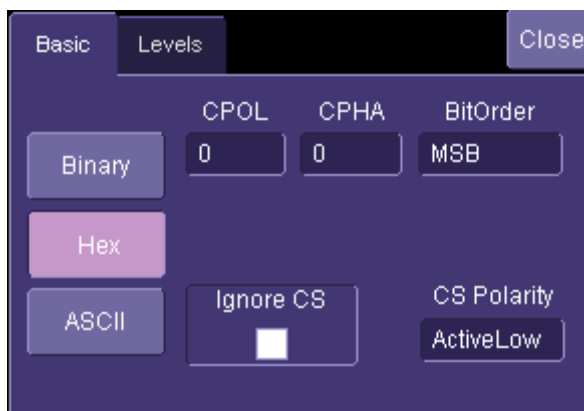 Basic Levels Close
CPOL CPHA BitOrder
Binary 0 0 MSB
Hex
Ignore CS CS Polarity
ASCII ActiveLow